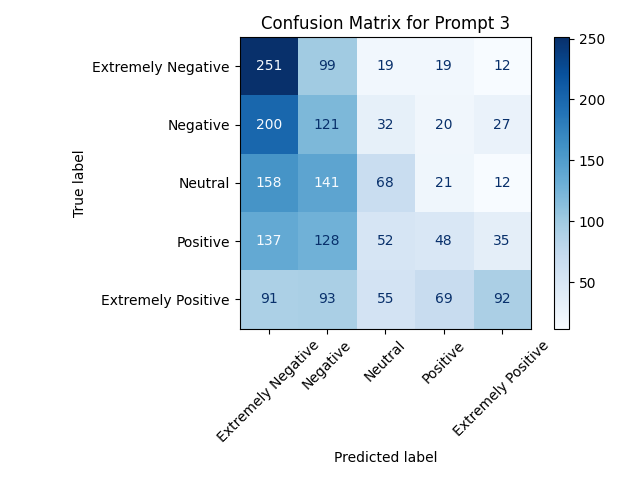 Confusion Matrix for Prompt 3
True label
Extremely Negative 251 99 19 19 12
Negative 200 121 32 20 27
Neutral 158 141 68 21 12
Positive 137 128 52 48 35
Extremely Positive 91 93 55 69 92
Extremely Negative Negative Neutral Positive Extremely Positive
Predicted label
250
200
150
100
50